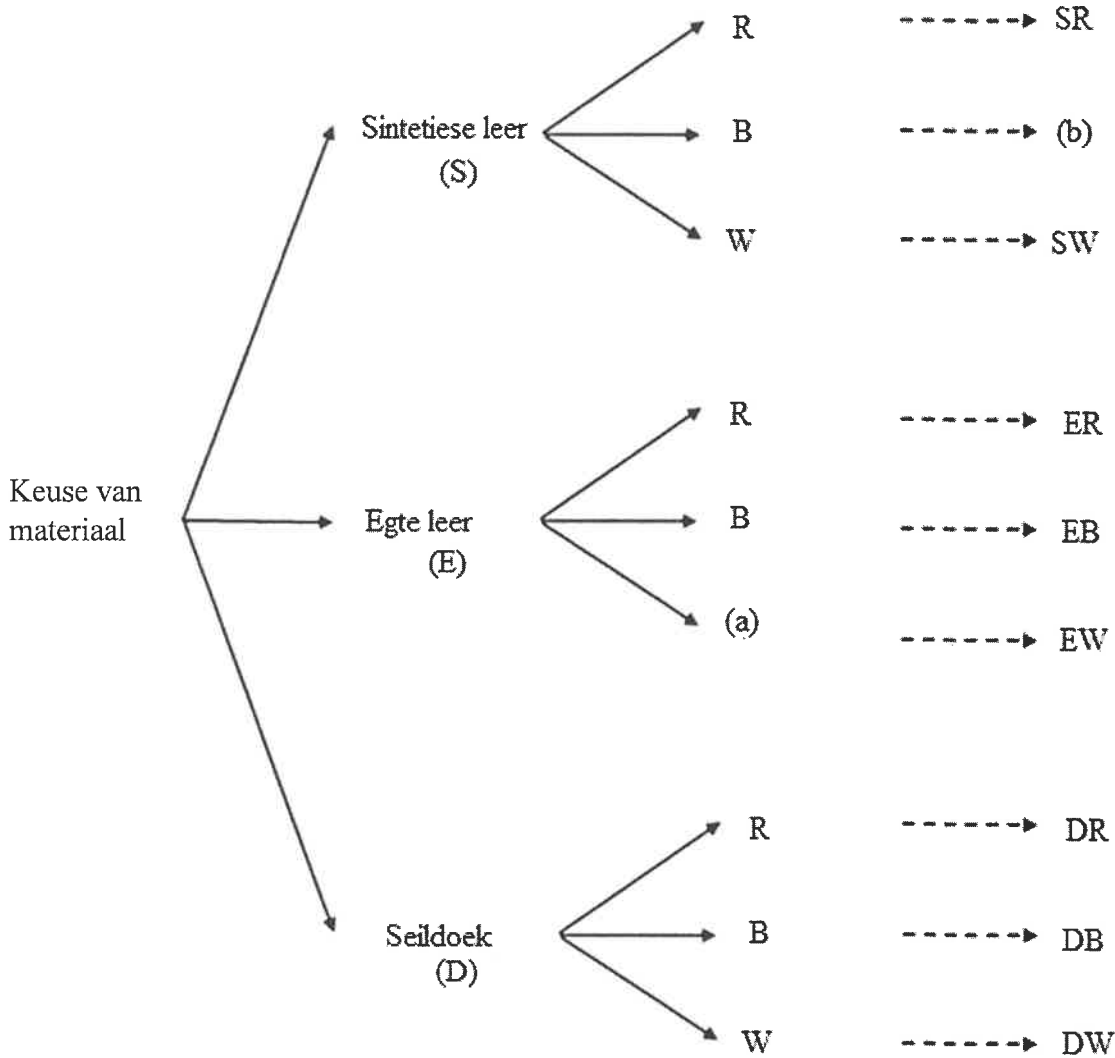 R SR
Sintetiese leer B (b)
(S)
W SW
R ER
Keuse van
materiaal
Egte leer B EB
(E)
(a) EW
R DR
Seildoek B DB
(D)
W DW